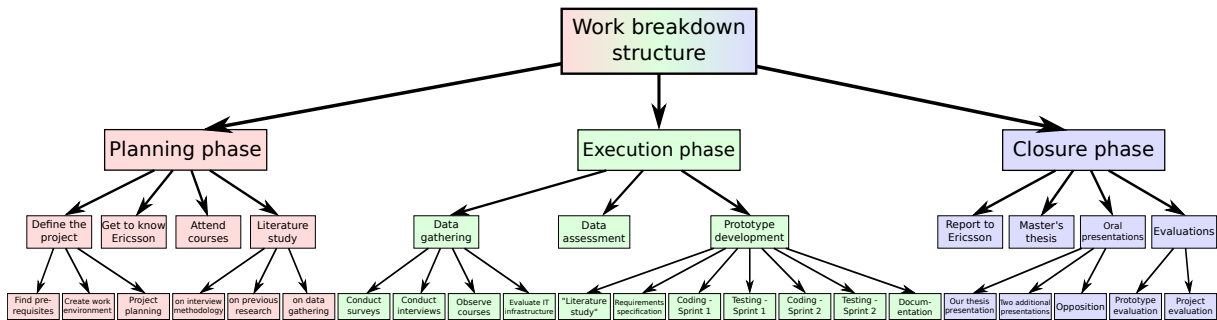 Work breakdown
structure
Planning phase
Execution phase
Closure phase
Define the
project
Get to know
Ericsson
Attend
courses
Literature
study
Data
gathering
Data
assessment
Prototype
development
Report to
Ericsson
Master's
thesis
Oral
presentations
Evaluations
Find pre-
requisites
Create work
environment
Project
planning
on interview
methodology
on previous
research
on data
gathering
Conduct
surveys
Conduct
interviews
Observe
courses
Evaluate IT
infrastructure
"Literature
study"
Requirements
specification
Coding -
Sprint 1
Testing -
Sprint 1
Coding -
Sprint 2
Testing -
Sprint 2
Docum-
entation
Our thesis
presentation
Two additional
presentations
Opposition
Prototype
evaluation
Project
evaluation